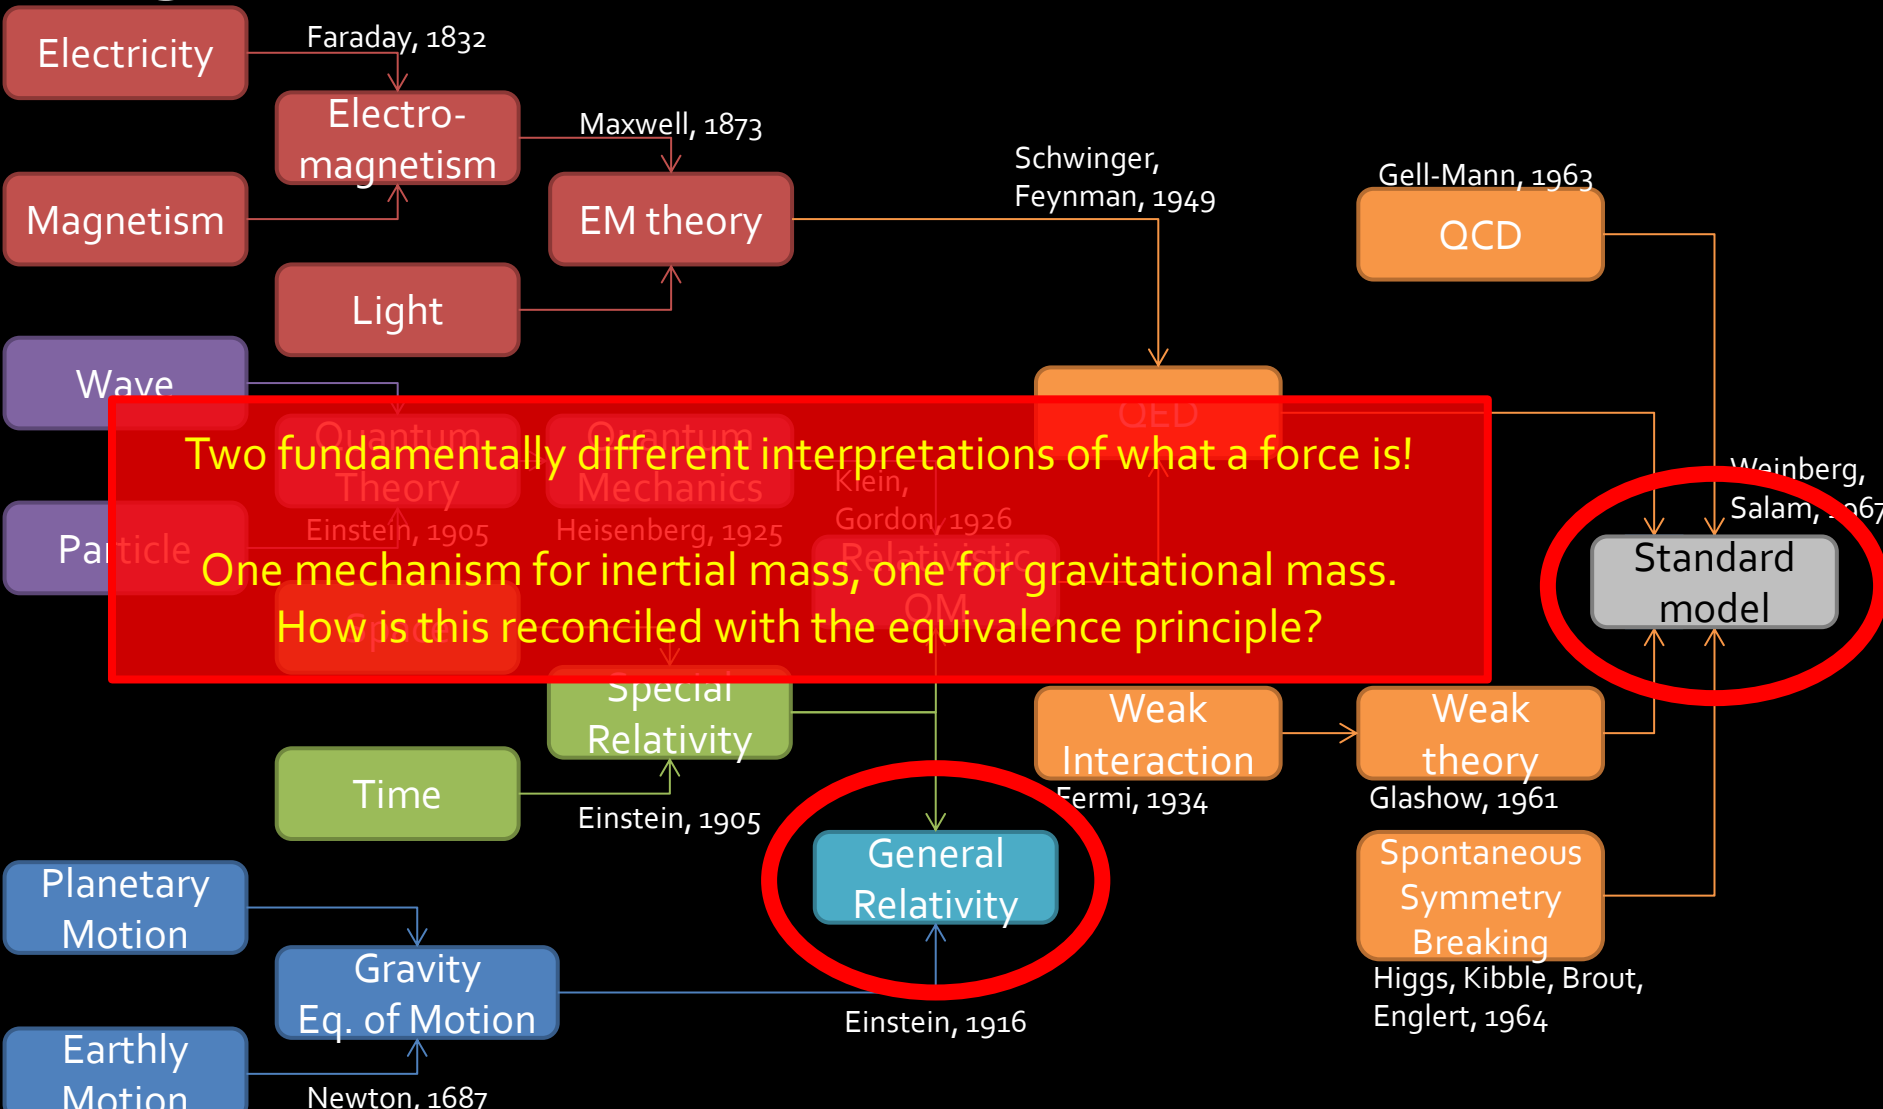 Electricity
Faraday, 1832
Electro-
magnetism
Maxwell, 1873
Magnetism
EM theory
Schwinger,
Feynman, 1949
Gell-Mann, 1963
QCD
Light
Wave
QED
Quantum
Theory
Einstein, 1905
Quantum
Mechanics
Heisenberg, 1925
Klein,
Gordon, 1926
Relativistic
QM
Particle
Two fundamentally different interpretations of what a force is!
One mechanism for inertial mass, one for gravitational mass.
How is this reconciled with the equivalence principle?
Weinberg,
Salam, 1967
Standard
model
Space
Special
Relativity
Einstein, 1905
Time
Weak
Interaction
Fermi, 1934
Weak
theory
Glashow, 1961
General
Relativity
Einstein, 1916
Spontaneous
Symmetry
Breaking
Higgs, Kibble, Brout,
Englert, 1964
Planetary
Motion
Gravity
Eq. of Motion
Earthly
Motion
Newton, 1687